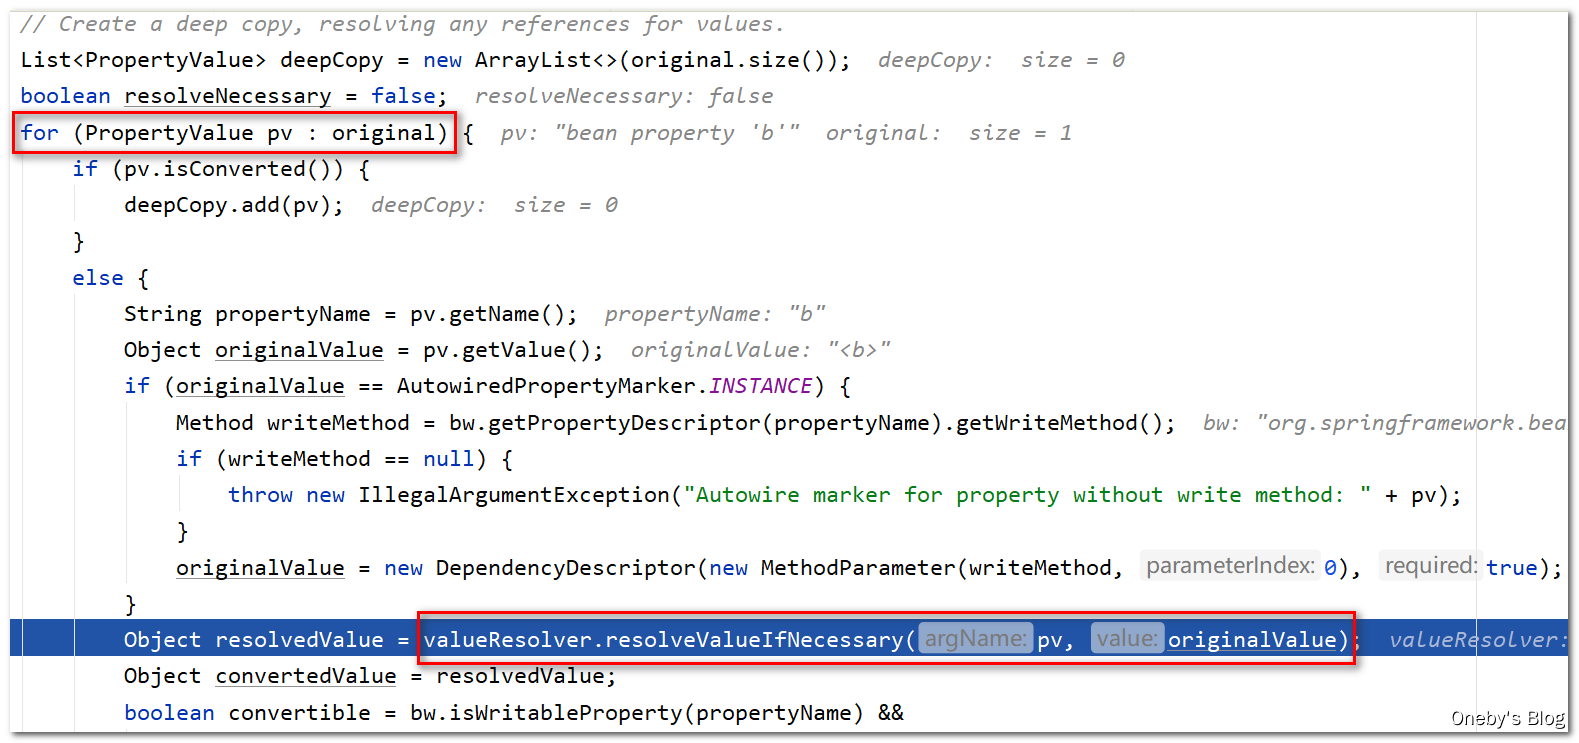 // Create a deep copy, resolving any references for values.
List<PropertyValue> deepCopy = new ArrayList<>(original.size());  deepCopy:  size = 0
boolean resolveNecessary = false;  resolveNecessary: false
for (PropertyValue pv : original) {  pv: "bean property 'b'"  original:  size = 1
    if (pv.isConverted()) {
        deepCopy.add(pv);  deepCopy:  size = 0
    }
    else {
        String propertyName = pv.getName();  propertyName: "b"
        Object originalValue = pv.getValue();  originalValue: "<b>"
        if (originalValue == AutowiredPropertyMarker.INSTANCE) {
            Method writeMethod = bw.getPropertyDescriptor(propertyName).getWriteMethod();  bw: "org.springframework.bea
            if (writeMethod == null) {
                throw new IllegalArgumentException("Autowire marker for property without write method: " + pv);
            }
            originalValue = new DependencyDescriptor(new MethodParameter(writeMethod, parameterIndex: 0), required: true);
        }
        Object resolvedValue = valueResolver.resolveValueIfNecessary(argName: pv, value: originalValue);  valueResolver:
        Object convertedValue = resolvedValue;
        boolean convertible = bw.isWritableProperty(propertyName) &&
Oneby's Blog